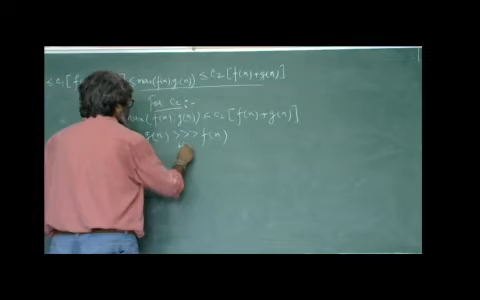 ≤ c₁ [f ] ≤ max(f(n), g(n)) ≤ c₂ [f(n)+g(n)]
For c₂ :-
max(f(n), g(n)) ≤ c₂ [f(n)+g(n)]
g(n) >>> f(n)